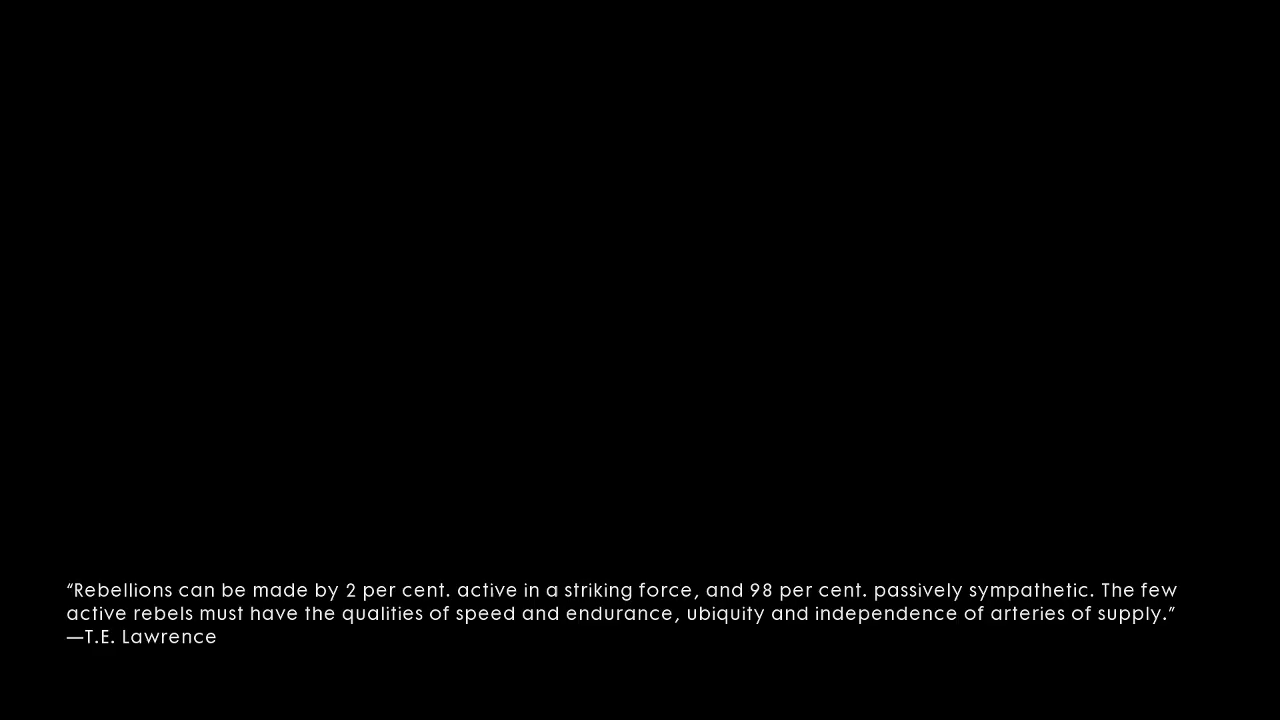 “Rebellions can be made by 2 per cent. active in a striking force, and 98 per cent. passively sympathetic. The few
active rebels must have the qualities of speed and endurance, ubiquity and independence of arteries of supply.”
—T.E. Lawrence